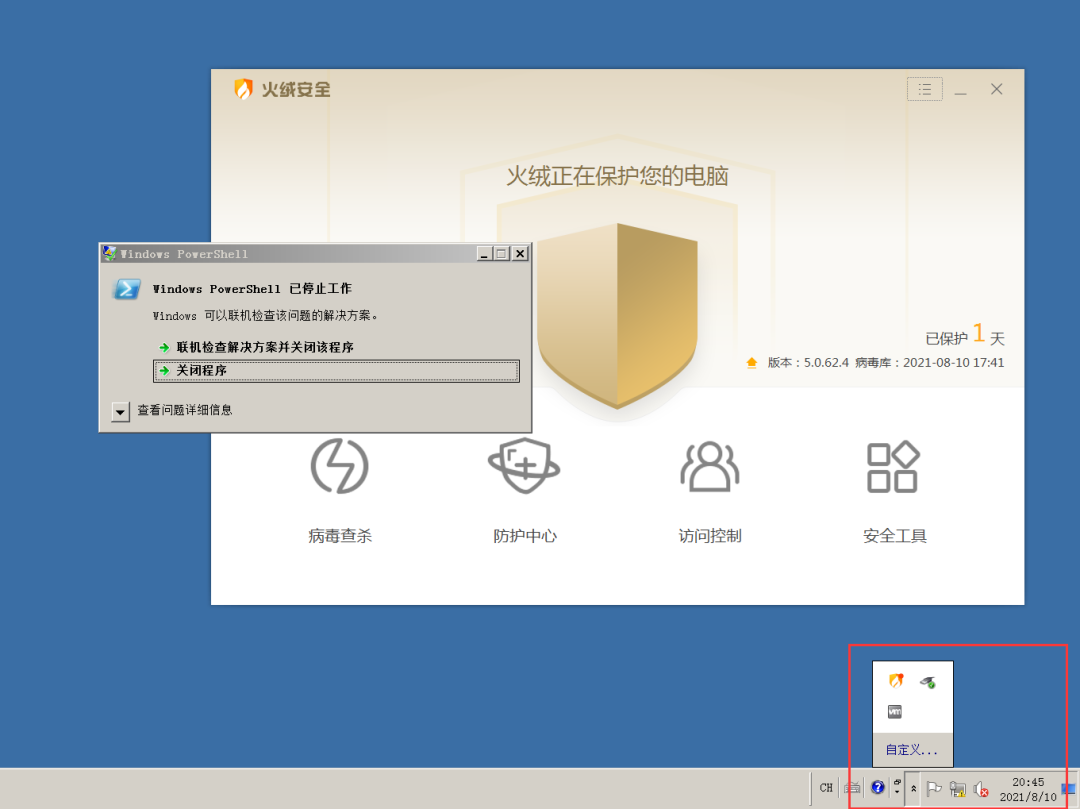 火绒安全
火绒正在保护您的电脑
Windows PowerShell
Windows PowerShell 已停止工作
Windows 可以联机检查该问题的解决方案。
联机检查解决方案并关闭该程序
关闭程序
查看问题详细信息
已保护 1 天
版本：5.0.62.4 病毒库：2021-08-10 17:41
病毒查杀
防护中心
访问控制
安全工具
vm
自定义...
CH
20:45
2021/8/10